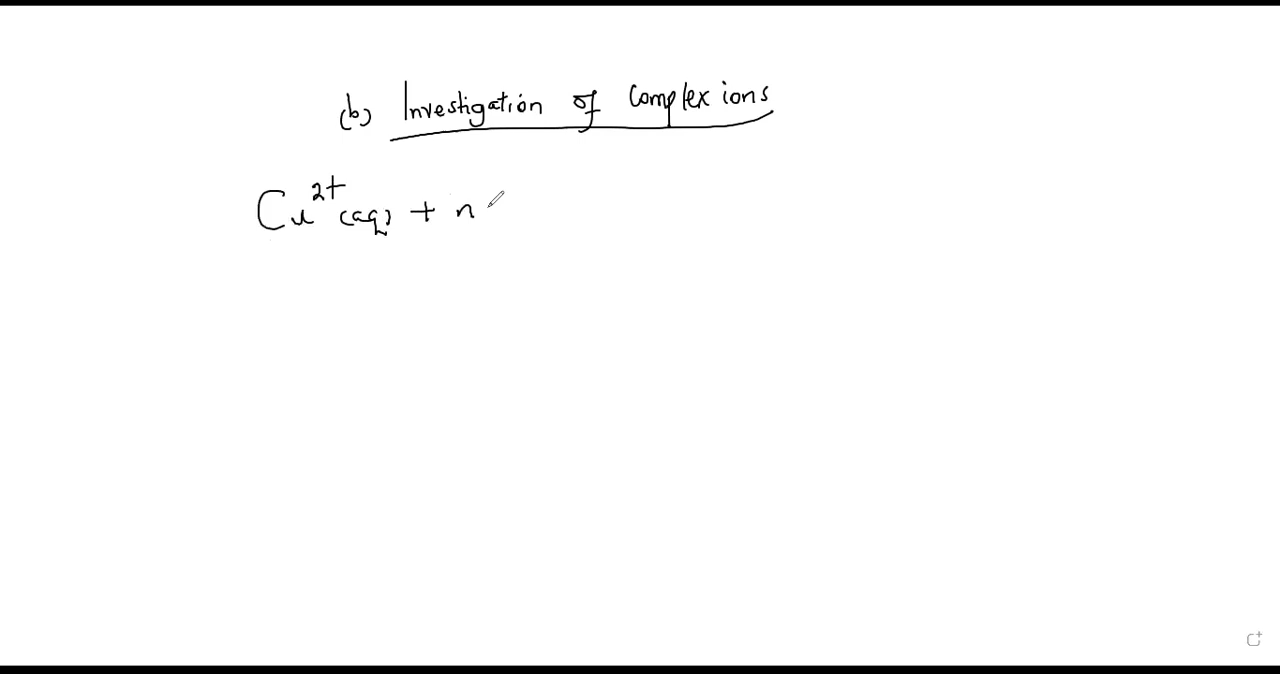 (b) Investigation of Complex ions
Cu²⁺(aq) + n